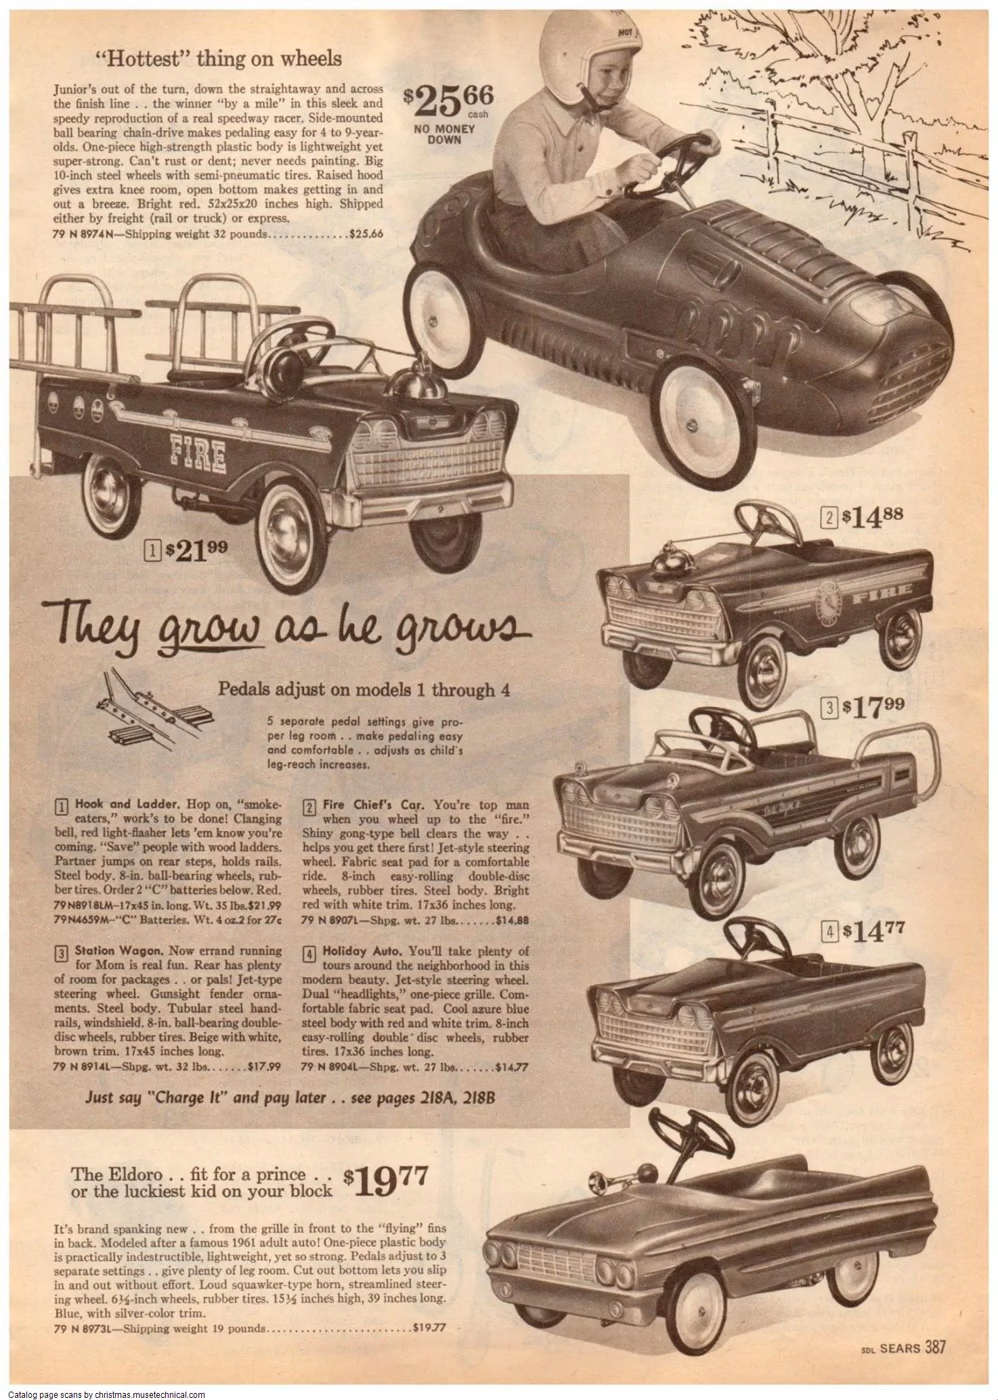 "Hottest" thing on wheels
Junior's out of the turn, down the straightaway and across
the finish line . . the winner "by a mile" in this sleek and
speedy reproduction of a real speedway racer. Side-mounted
ball bearing chain-drive makes pedaling easy for 4 to 9-year-
olds. One-piece high-strength plastic body is lightweight yet
super-strong. Can't rust or dent; never needs painting. Big
10-inch steel wheels with semi-pneumatic tires. Raised hood
gives extra knee room, open bottom makes getting in and
out a breeze. Bright red. 52x25x20 inches high. Shipped
either by freight (rail or truck) or express.
79 N 8974N—Shipping weight 32 pounds..............$25.66
$25 66
cash
NO MONEY
DOWN
HOT
FIRE
1 $21 99
2 $14 88
FIRE
They grow as he grows
Pedals adjust on models 1 through 4
5 separate pedal settings give pro-
per leg room . . make pedaling easy
and comfortable . . adjusts as child's
leg-reach increases.
3 $17 99
1 Hook and Ladder. Hop on, "smoke-
eaters," work's to be done! Clanging
bell, red light-flasher lets 'em know you're
coming. "Save" people with wood ladders.
Partner jumps on rear steps, holds rails.
Steel body. 8-in. ball-bearing wheels, rub-
ber tires. Order 2 "C" batteries below. Red.
79N8918LM—17x45 in. long. Wt. 35 lbs.$21.99
79N4659M—"C" Batteries. Wt. 4 oz.2 for 27c
2 Fire Chief's Car. You're top man
when you wheel up to the "fire."
Shiny gong-type bell clears the way . .
helps you get there first! Jet-style steering
wheel. Fabric seat pad for a comfortable
ride. 8-inch easy-rolling double-disc
wheels, rubber tires. Steel body. Bright
red with white trim. 17x36 inches long.
79 N 8907L—Shpg. wt. 27 lbs.......$14.88
3 Station Wagon. Now errand running
for Mom is real fun. Rear has plenty
of room for packages . . or pals! Jet-type
steering wheel. Gunsight fender orna-
ments. Steel body. Tubular steel hand-
rails, windshield. 8-in. ball-bearing double-
disc wheels, rubber tires. Beige with white,
brown trim. 17x45 inches long.
79 N 8914L—Shpg. wt. 32 lbs.......$17.99
4 Holiday Auto. You'll take plenty of
tours around the neighborhood in this
modern beauty. Jet-style steering wheel.
Dual "headlights," one-piece grille. Com-
fortable fabric seat pad. Cool azure blue
steel body with red and white trim. 8-inch
easy-rolling double disc wheels, rubber
tires. 17x36 inches long.
79 N 8904L—Shpg. wt. 27 lbs.......$14.77
4 $14 77
Just say "Charge It" and pay later . . see pages 218A, 218B
The Eldoro . . fit for a prince . .
or the luckiest kid on your block
$19 77
It's brand spanking new . . from the grille in front to the "flying" fins
in back. Modeled after a famous 1961 adult auto! One-piece plastic body
is practically indestructible, lightweight, yet so strong. Pedals adjust to 3
separate settings . . give plenty of leg room. Cut out bottom lets you slip
in and out without effort. Loud squawker-type horn, streamlined steer-
ing wheel. 6½-inch wheels, rubber tires. 15½ inches high, 39 inches long.
Blue, with silver-color trim.
79 N 8973L—Shipping weight 19 pounds........................$19.77
SDL SEARS 387
Catalog page scans by christmas.musetechnical.com